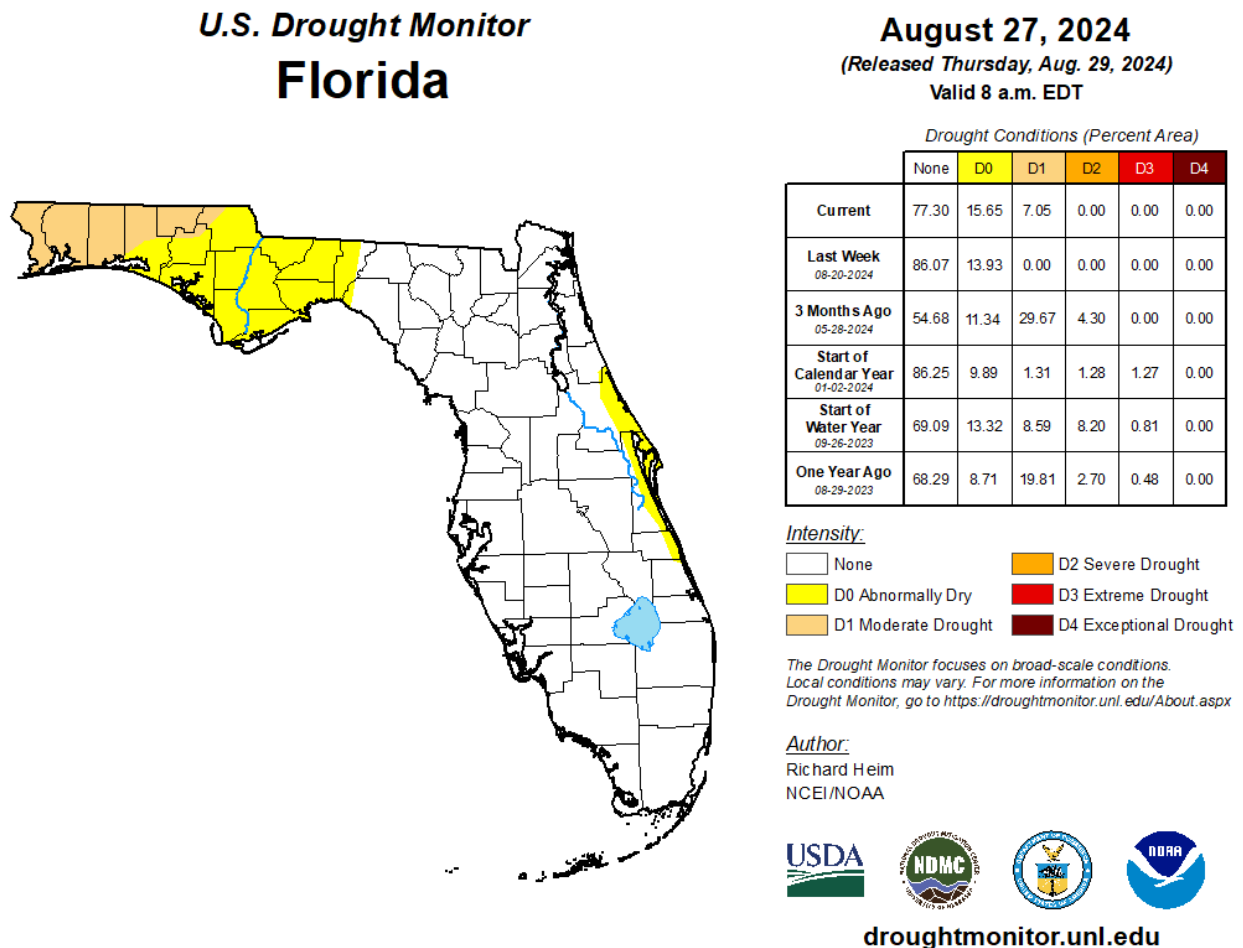 U.S. Drought Monitor
Florida
August 27, 2024
(Released Thursday, Aug. 29, 2024)
Valid 8 a.m. EDT
Drought Conditions (Percent Area)
None D0 D1 D2 D3 D4
Current 77.30 15.65 7.05 0.00 0.00 0.00
Last Week
08-20-2024 86.07 13.93 0.00 0.00 0.00 0.00
3 Months Ago
05-28-2024 54.68 11.34 29.67 4.30 0.00 0.00
Start of
Calendar Year
01-02-2024 86.25 9.89 1.31 1.28 1.27 0.00
Start of
Water Year
09-26-2023 69.09 13.32 8.59 8.20 0.81 0.00
One Year Ago
08-29-2023 68.29 8.71 19.81 2.70 0.48 0.00
Intensity:
None
D0 Abnormally Dry
D1 Moderate Drought
D2 Severe Drought
D3 Extreme Drought
D4 Exceptional Drought
The Drought Monitor focuses on broad-scale conditions.
Local conditions may vary. For more information on the
Drought Monitor, go to https://droughtmonitor.unl.edu/About.aspx
Author:
Richard Heim
NCEI/NOAA
USDA
NDMC
NOAA
droughtmonitor.unl.edu